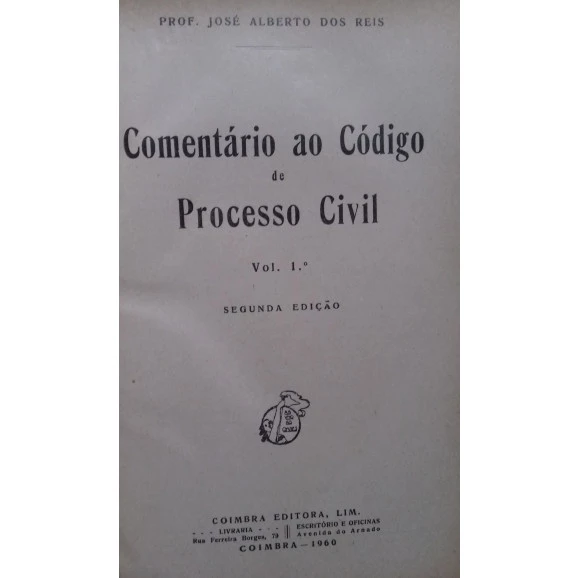 PROF. JOSÉ ALBERTO DOS REIS
Comentário ao Código
de
Processo Civil
Vol. 1.º
SEGUNDA EDIÇÃO
COIMBRA EDITORA, LIM.
- - - LIVRARIA - - -
Rua Ferreira Borges, 79
ESCRITÓRIO E OFICINAS
Avenida do Arnado
COIMBRA—1960